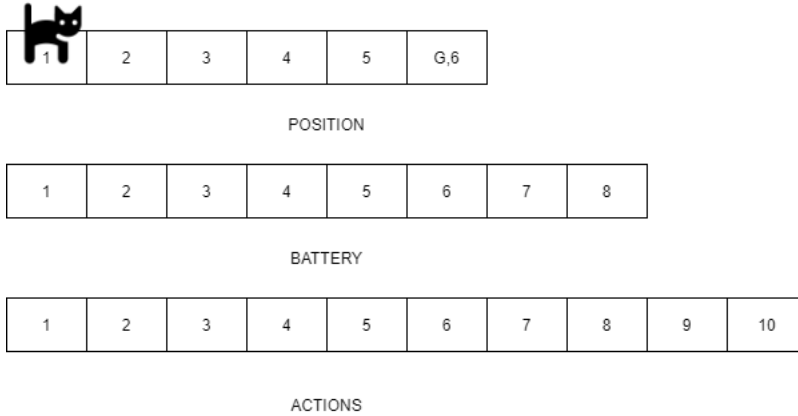 1 2 3 4 5 G,6
POSITION
1 2 3 4 5 6 7 8
BATTERY
1 2 3 4 5 6 7 8 9 10
ACTIONS